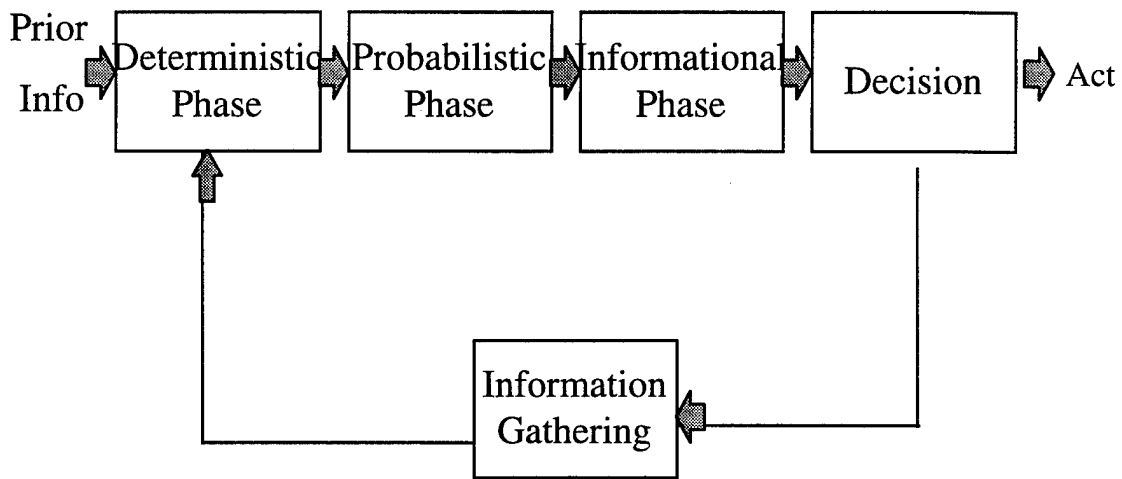 Prior
Info
Deterministic
Phase
Probabilistic
Phase
Informational
Phase
Decision
Act
Information
Gathering